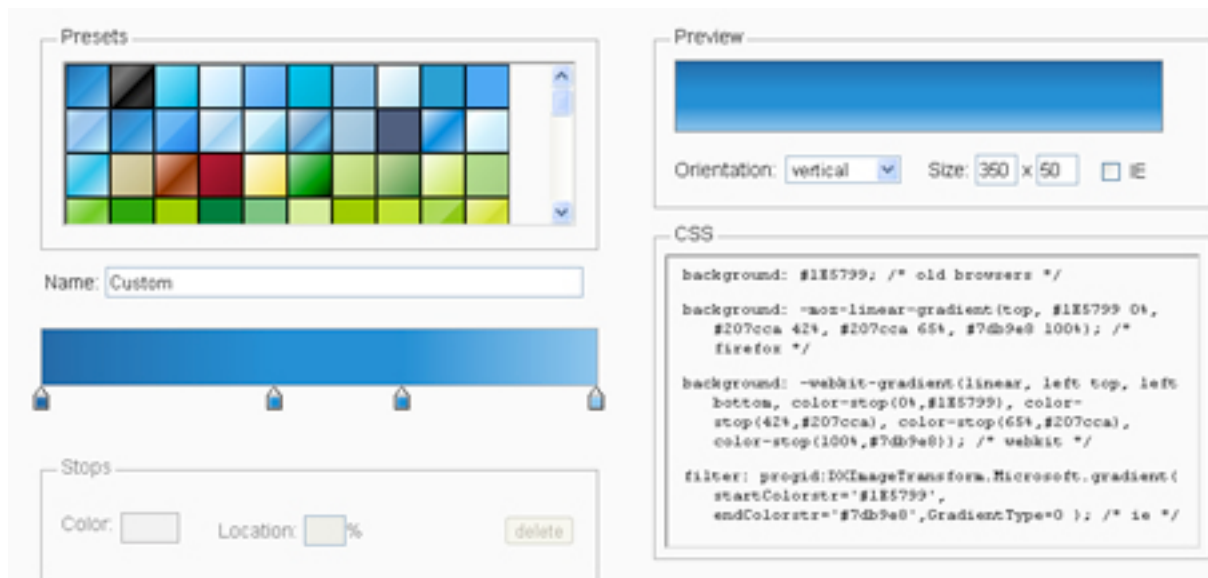 Presets
Name: Custom
Stops
Color:
Location: %
delete
Preview
Orientation: vertical Size: 350 x 50 IE
CSS
background: #1E5799; /* old browsers */
background: -moz-linear-gradient(top, #1E5799 0%,
#207cca 42%, #207cca 65%, #7db9e8 100%); /*
firefox */
background: -webkit-gradient(linear, left top, left
bottom, color-stop(0%,#1E5799), color-
stop(42%,#207cca), color-stop(65%,#207cca),
color-stop(100%,#7db9e8)); /* webkit */
filter: progid:DXImageTransform.Microsoft.gradient(
startColorstr='#1E5799',
endColorstr='#7db9e8',GradientType=0 ); /* ie */